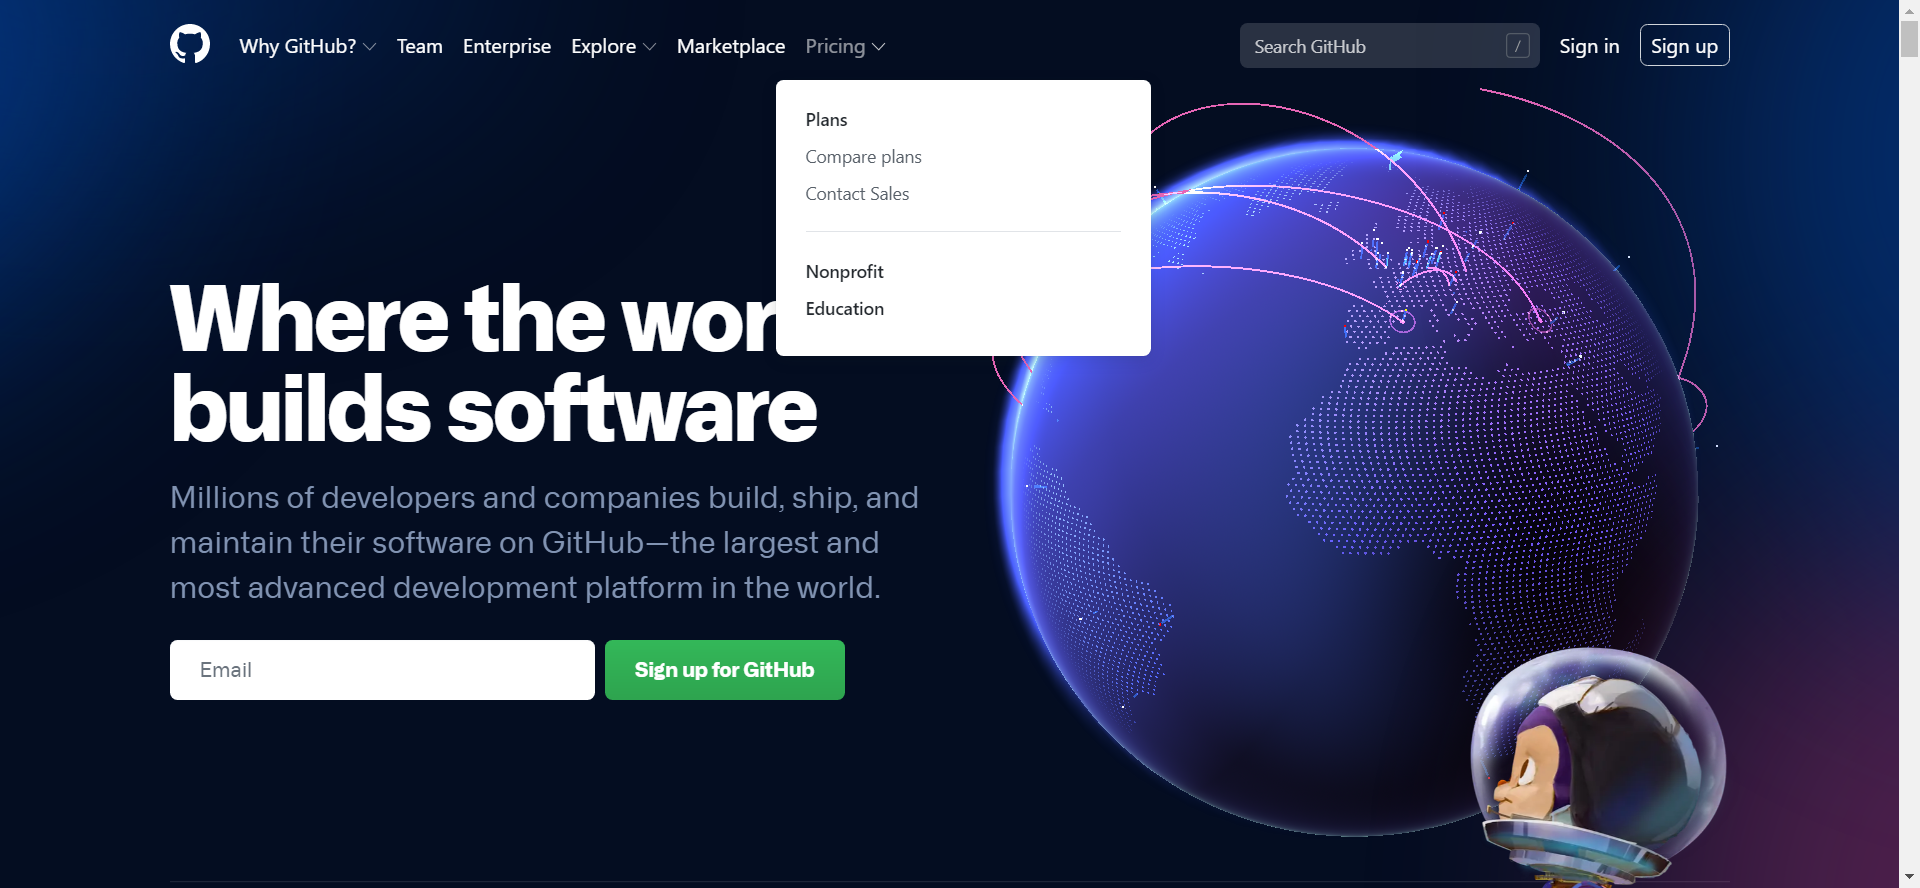 Why GitHub? Team Enterprise Explore Marketplace Pricing Search GitHub / Sign in Sign up
Plans
Compare plans
Contact Sales
Nonprofit
Education
Where the wor
builds software
Millions of developers and companies build, ship, and
maintain their software on GitHub—the largest and
most advanced development platform in the world.
Email Sign up for GitHub